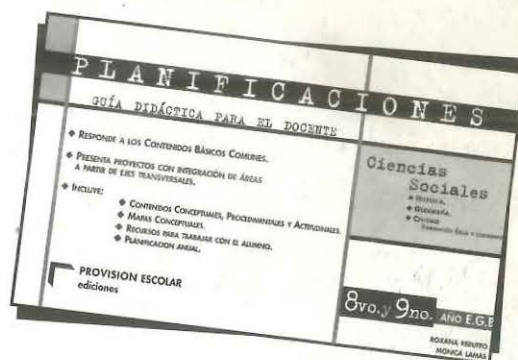 PLANIFICACIONES
GUÍA DIDÁCTICA PARA EL DOCENTE
◆ RESPONDE A LOS CONTENIDOS BÁSICOS COMUNES.
◆ PRESENTA PROYECTOS CON INTEGRACIÓN DE ÁREAS
A PARTIR DE EJES TRANSVERSALES.
◆ INCLUYE:
◆ CONTENIDOS CONCEPTUALES, PROCEDIMENTALES Y ACTITUDINALES.
◆ MAPAS CONCEPTUALES.
◆ RECURSOS PARA TRABAJAR CON EL ALUMNO.
◆ PLANIFICACIÓN ANUAL.
PROVISION ESCOLAR
ediciones
Ciencias
Sociales
◆ HISTORIA.
◆ GEOGRAFÍA.
8vo. y 9no. AÑO E.G.B
ROXANA
MÓNICA LAMAS